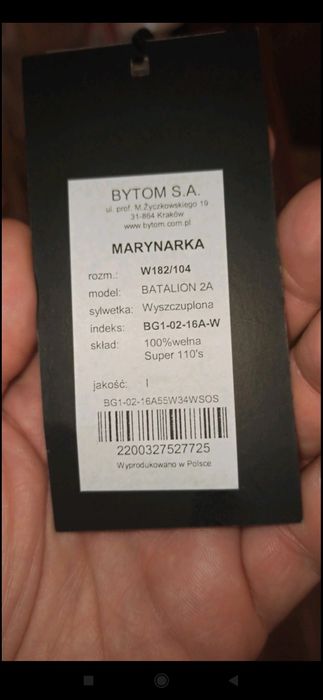 BYTOM S.A.
ul. prof. M.Życzkowskiego 19
31-864 Kraków
www.bytom.com.pl
MARYNARKA
rozm.: W182/104
model: BATALION 2A
sylwetka: Wyszczuplona
indeks: BG1-02-16A-W
skład: 100%wełna
Super 110's
jakość: I
BG1-02-16A55W34WSOS
2200327527725
Wyprodukowano w Polsce